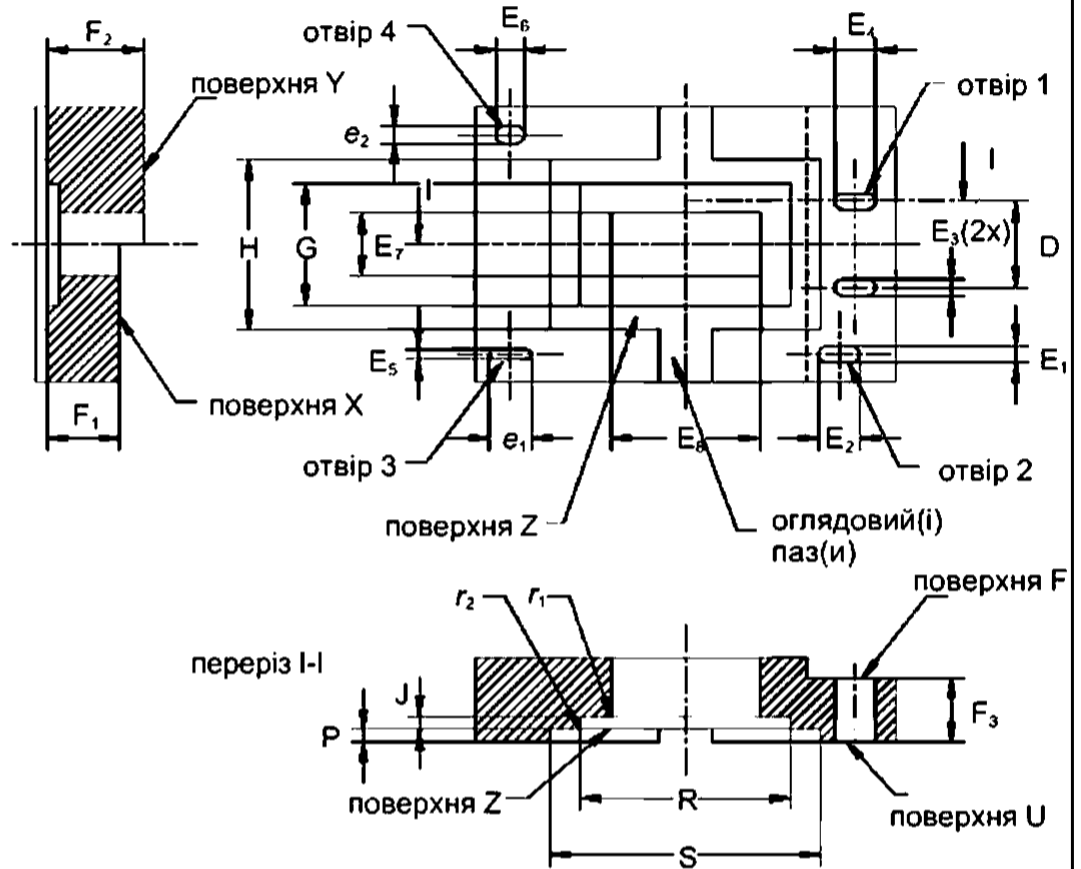 F₂
поверхня Y
отвір 4
E₆
E₄
отвір 1
e₂
I
I
H
G
E₇
E₃(2x)
D
E₅
E₁
F₁
поверхня X
e₁
E₈
E₂
отвір 3
отвір 2
поверхня Z
оглядовий(і)
паз(и)
поверхня F
r₂
r₁
переріз I-I
J
P
F₃
поверхня Z
R
поверхня U
S